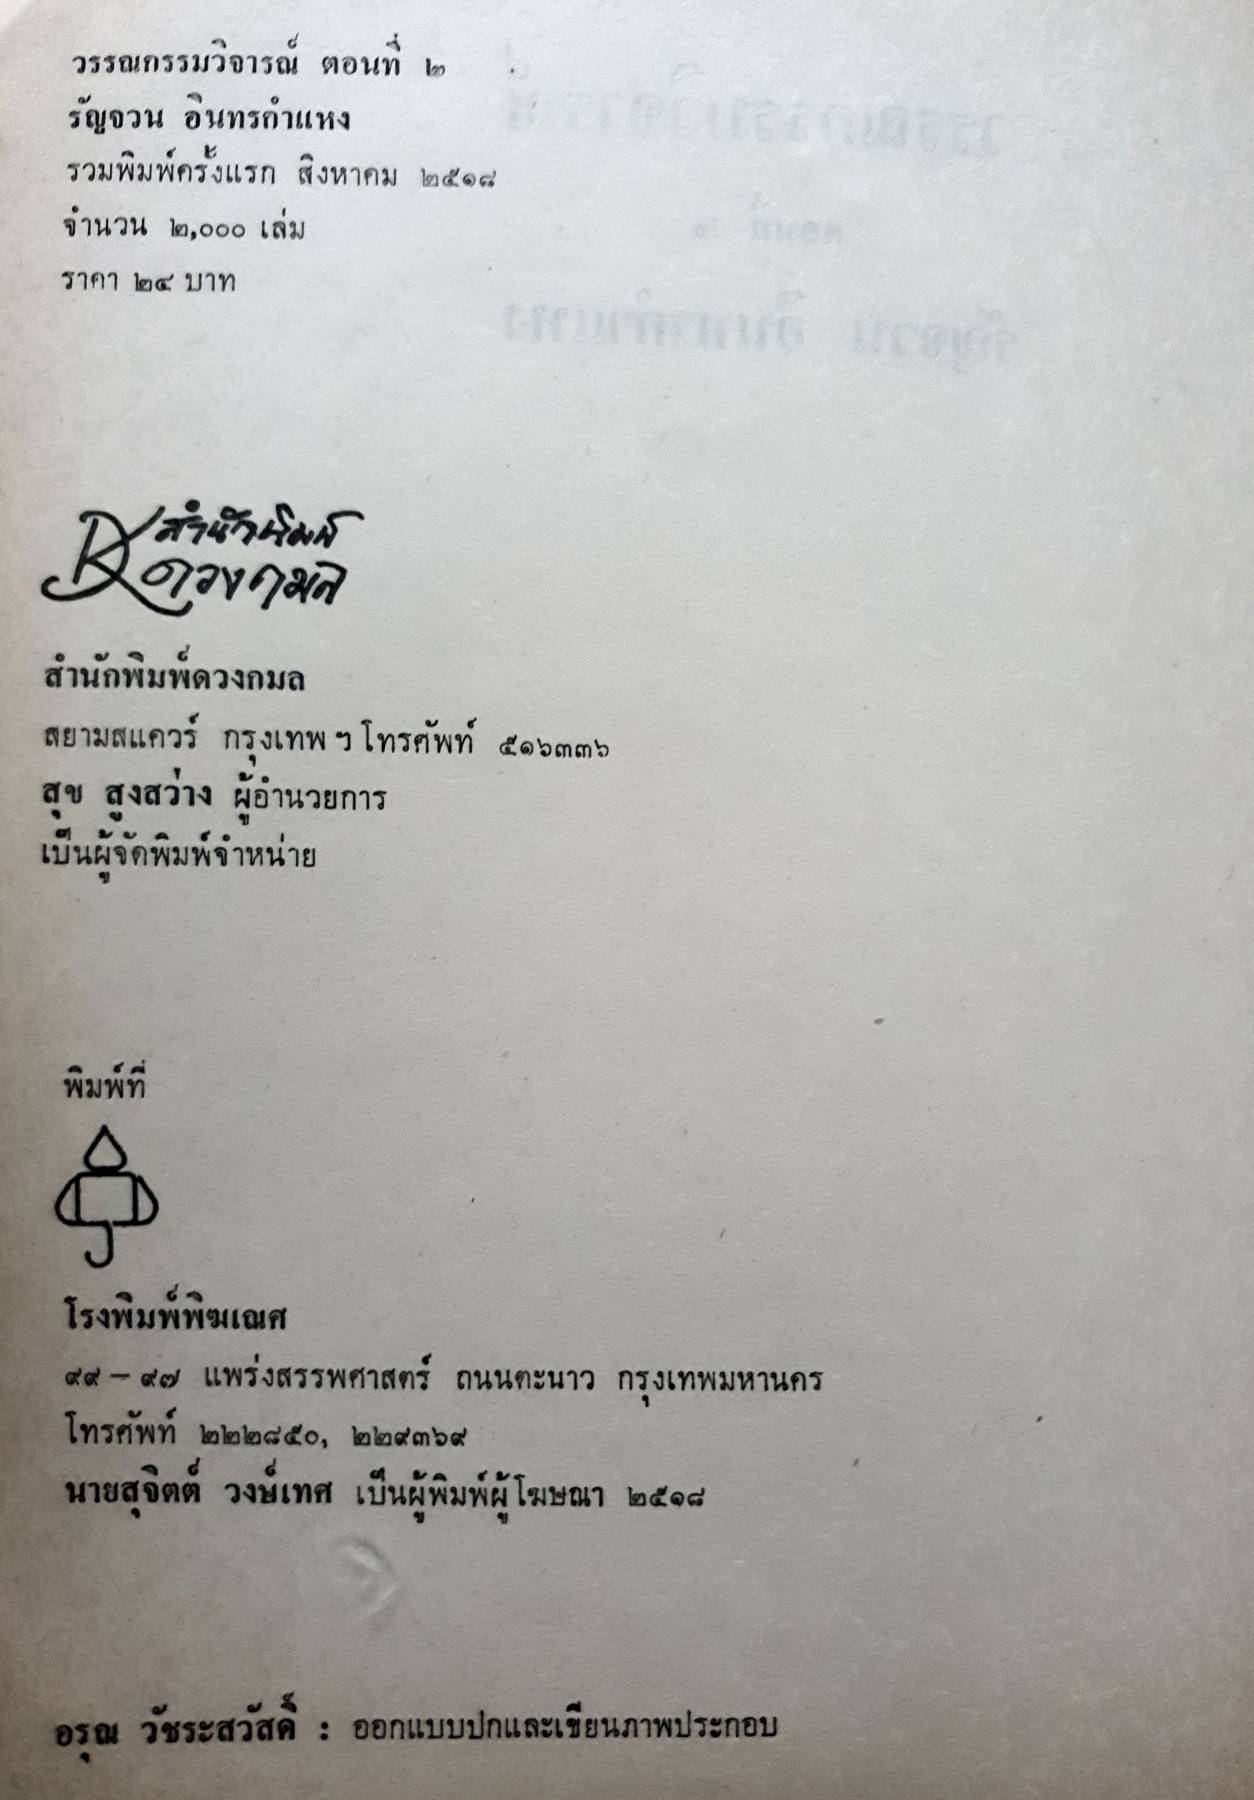 วรรณกรรมวิจารณ์ ตอนที่ ๒
รัญจวน อินทรกำแหง
รวมพิมพ์ครั้งแรก สิงหาคม ๒๕๑๘
จำนวน ๒,๐๐๐ เล่ม
ราคา ๒๔ บาท
สำนักพิมพ์
ดวงกมล
สำนักพิมพ์ดวงกมล
สยามสแควร์ กรุงเทพ ฯ โทรศัพท์ ๕๑๖๓๓๖
สุข สูงสว่าง ผู้อำนวยการ
เป็นผู้จัดพิมพ์จำหน่าย
พิมพ์ที่
โรงพิมพ์พิฆเณศ
๙๙ – ๙๗ แพร่งสรรพศาสตร์ ถนนตะนาว กรุงเทพมหานคร
โทรศัพท์ ๒๒๒๘๕๐, ๒๒๙๓๖๙
นายสุจิตต์ วงษ์เทศ เป็นผู้พิมพ์ผู้โฆษณา ๒๕๑๘
อรุณ วัชระสวัสดิ์ : ออกแบบปกและเขียนภาพประกอบ